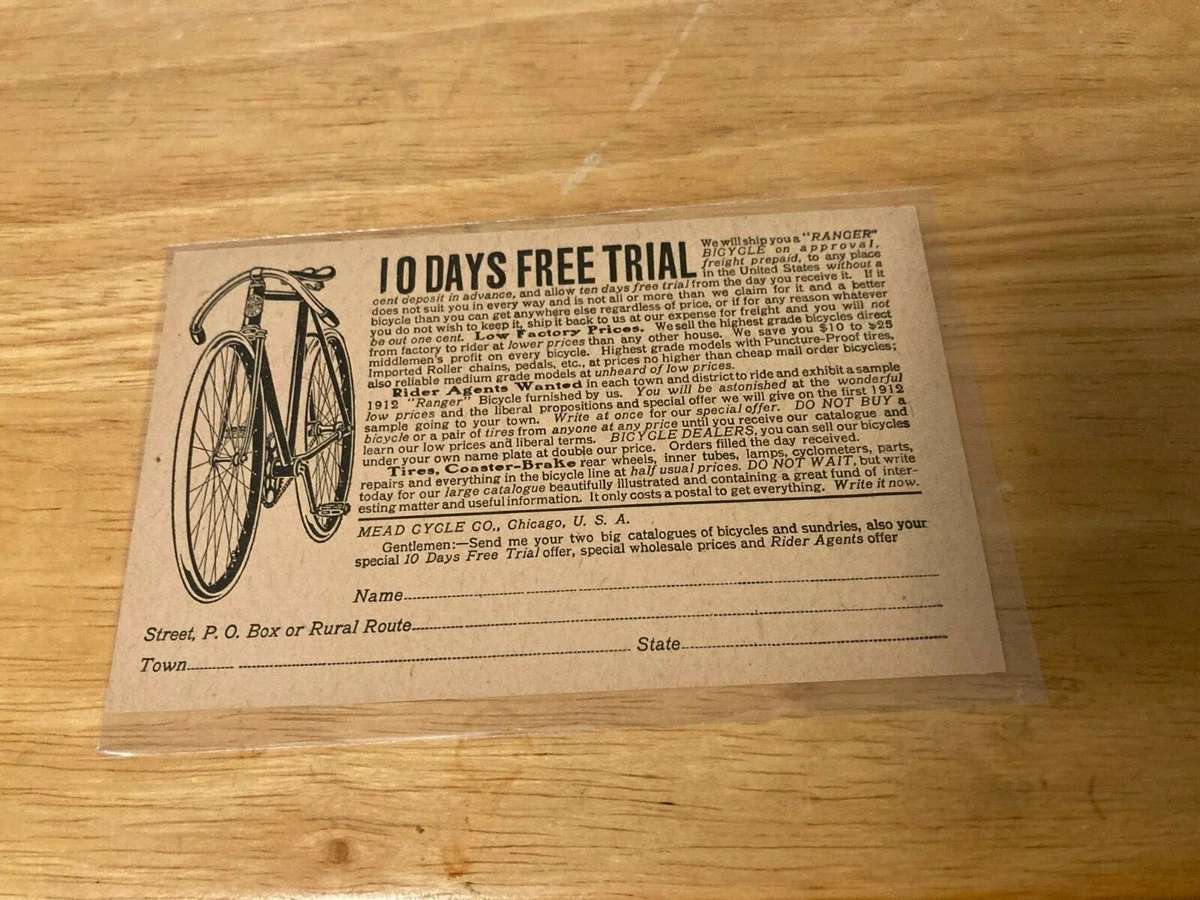 10 DAYS FREE TRIAL
We will ship you a "RANGER"
BICYCLE on approval,
freight prepaid, to any place
in the United States without a
cent deposit in advance, and allow ten days free trial from the day you receive it. If it
does not suit you in every way and is not all or more than we claim for it and a better
bicycle than you can get anywhere else regardless of price, or if for any reason whatever
you do not wish to keep it, ship it back to us at our expense for freight and you will not
be out one cent. Low Factory Prices. We sell the highest grade bicycles direct
from factory to rider at lower prices than any other house. We save you $10 to $25
middlemen's profit on every bicycle. Highest grade models with Puncture-Proof tires,
Imported Roller chains, pedals, etc., at prices no higher than cheap mail order bicycles;
also reliable medium grade models at unheard of low prices.
Rider Agents Wanted in each town and district to ride and exhibit a sample
1912 "Ranger" Bicycle furnished by us. You will be astonished at the wonderful
low prices and the liberal propositions and special offer we will give on the first 1912
sample going to your town. Write at once for our special offer. DO NOT BUY a
bicycle or a pair of tires from anyone at any price until you receive our catalogue and
learn our low prices and liberal terms. BICYCLE DEALERS, you can sell our bicycles
under your own name plate at double our price. Orders filled the day received.
Tires, Coaster-Brake rear wheels, inner tubes, lamps, cyclometers, parts,
repairs and everything in the bicycle line at half usual prices. DO NOT WAIT, but write
today for our large catalogue beautifully illustrated and containing a great fund of inter-
esting matter and useful information. It only costs a postal to get everything. Write it now.
MEAD CYCLE CO., Chicago, U. S. A.
Gentlemen:—Send me your two big catalogues of bicycles and sundries, also your
special 10 Days Free Trial offer, special wholesale prices and Rider Agents offer
Name
Street, P. O. Box or Rural Route
Town State